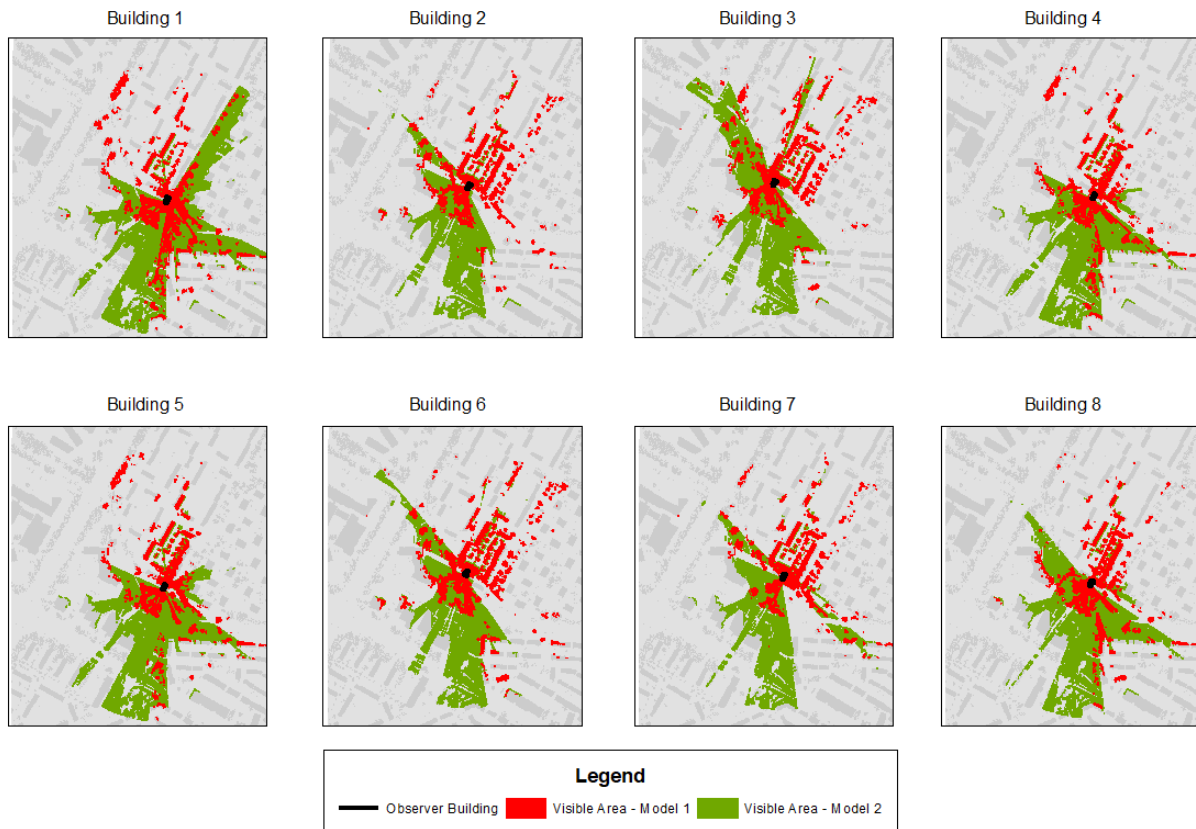 Building 1
Building 2
Building 3
Building 4
Building 5
Building 6
Building 7
Building 8
Legend
Observer Building
Visible Area - Model 1
Visible Area - Model 2